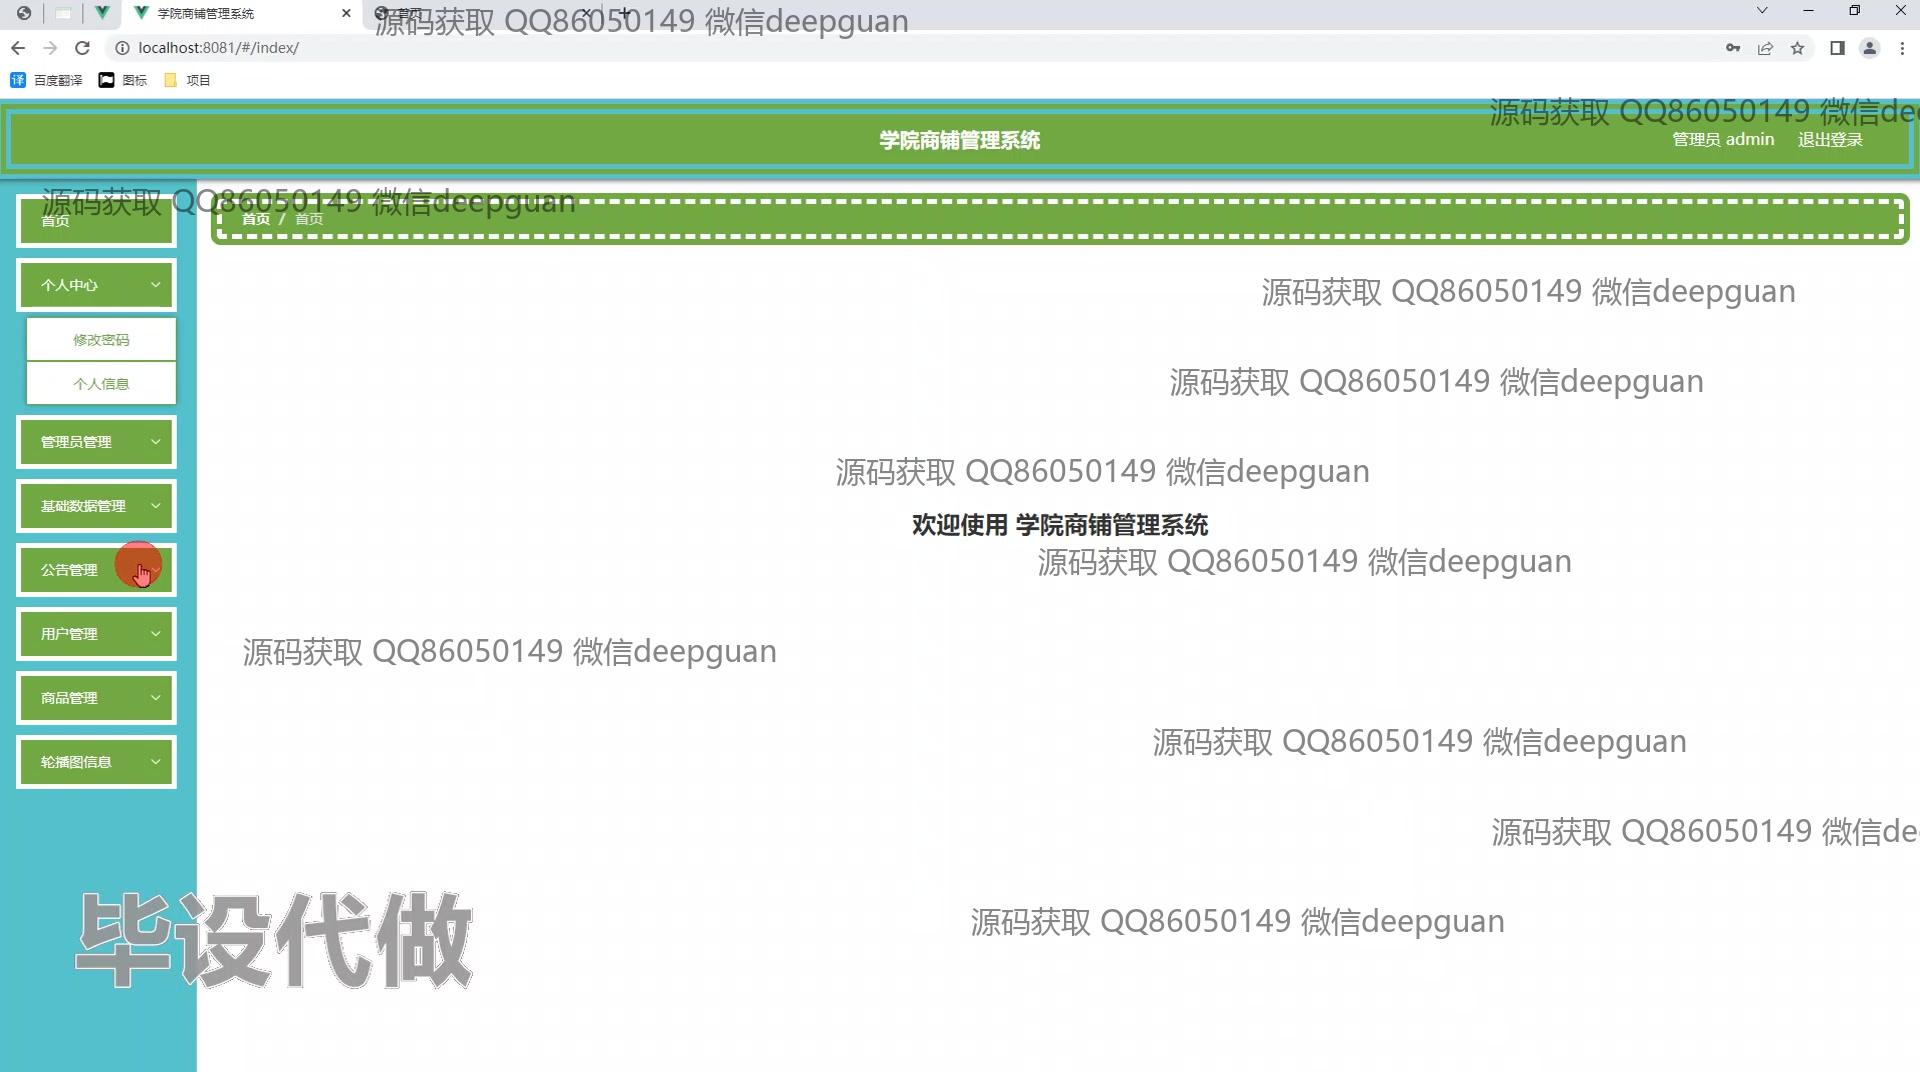 学院商铺管理系统
首页
源码获取 QQ86050149 微信deepguan
localhost:8081/#/index/
百度翻译 图标 项目
源码获取 QQ86050149 微信dee
学院商铺管理系统
管理员 admin 退出登录
源码获取 QQ86050149 微信deepguan
首页
首页 / 首页
个人中心
源码获取 QQ86050149 微信deepguan
修改密码
个人信息
源码获取 QQ86050149 微信deepguan
管理员管理
源码获取 QQ86050149 微信deepguan
基础数据管理
欢迎使用 学院商铺管理系统
源码获取 QQ86050149 微信deepguan
公告管理
用户管理
源码获取 QQ86050149 微信deepguan
商品管理
源码获取 QQ86050149 微信deepguan
轮播图信息
源码获取 QQ86050149 微信dee
源码获取 QQ86050149 微信deepguan
毕设代做